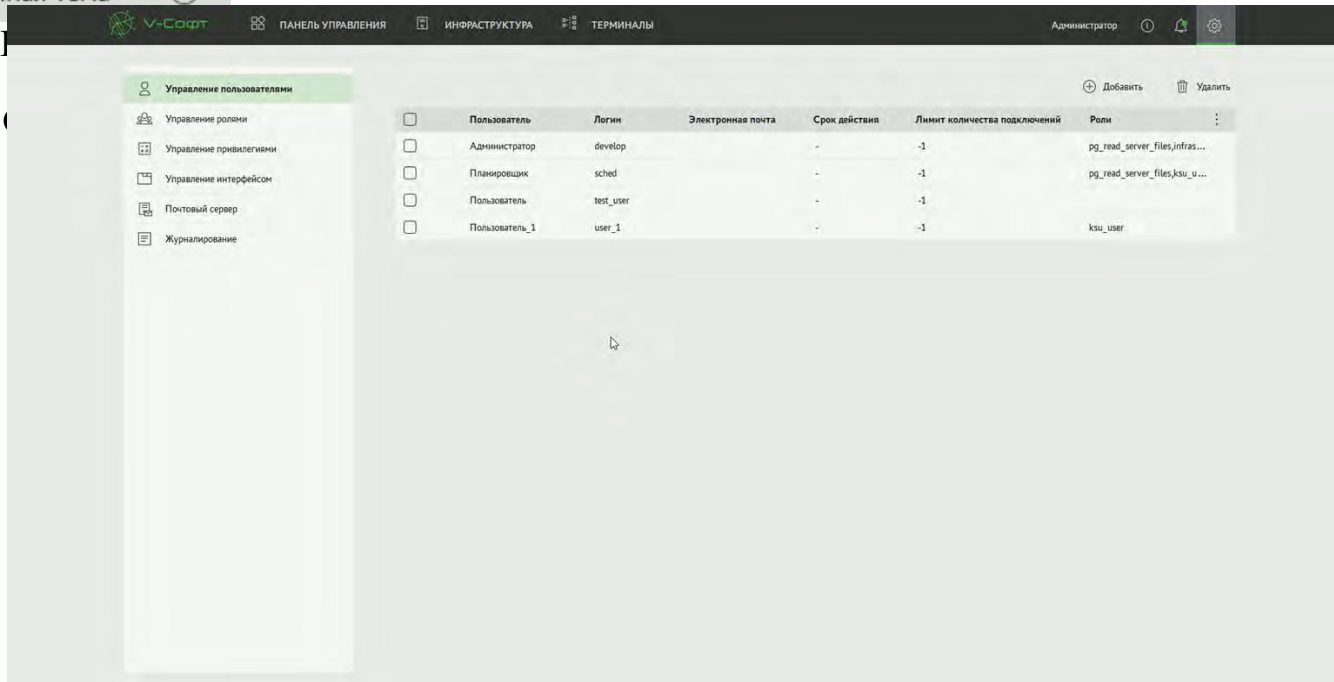 V-Софт ПАНЕЛЬ УПРАВЛЕНИЯ ИНФРАСТРУКТУРА ТЕРМИНАЛЫ Администратор
Управление пользователями
Управление ролями
Управление привилегиями
Управление интерфейсом
Почтовый сервер
Журналирование
Добавить Удалить
Пользователь Логин Электронная почта Срок действия Лимит количества подключений Роли
Администратор develop - -1 pg_read_server_files,infras...
Планировщик sched - -1 pg_read_server_files,ksu_u...
Пользователь test_user - -1
Пользователь_1 user_1 - -1 ksu_user